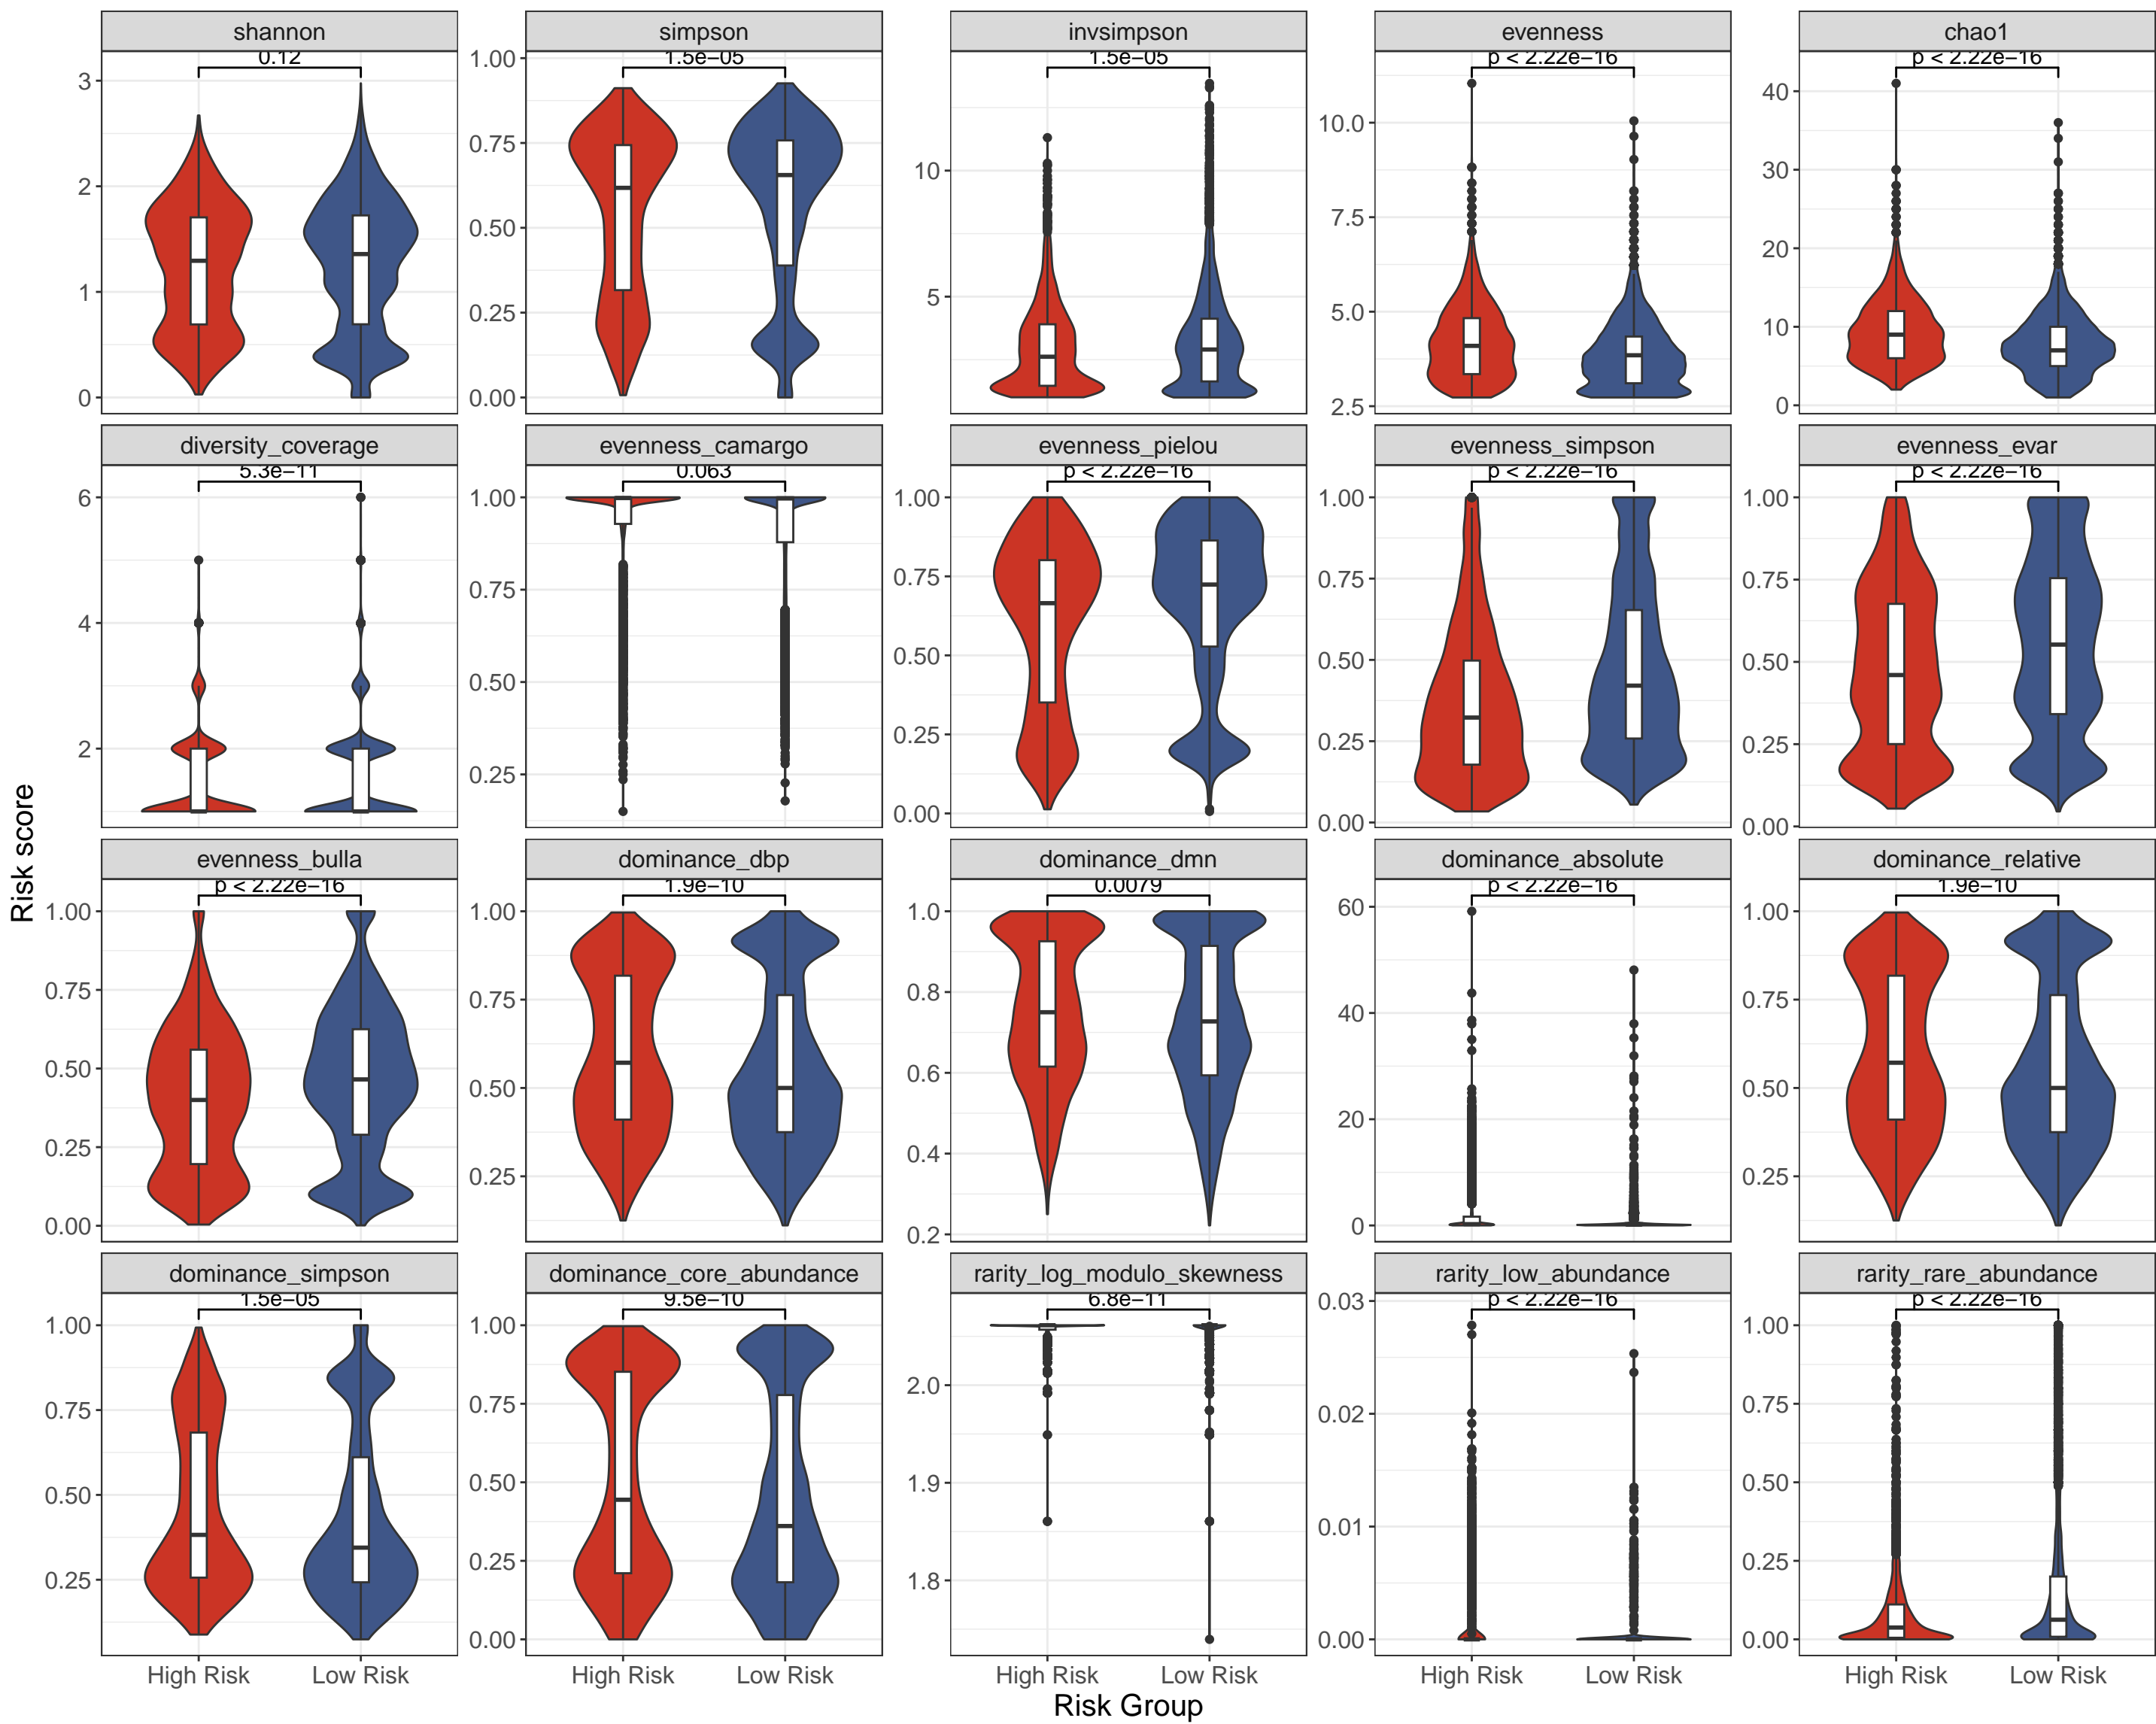 shannon
simpson
invsimpson
evenness
chao1
0.12
1.5e−05
1.5e−05
p < 2.22e−16
p < 2.22e−16
3
2
1
0
1.00
0.75
0.50
0.25
0.00
10
5
10.0
7.5
5.0
2.5
40
30
20
10
0
diversity_coverage
evenness_camargo
evenness_pielou
evenness_simpson
evenness_evar
5.3e−11
0.063
p < 2.22e−16
p < 2.22e−16
p < 2.22e−16
6
4
2
1.00
0.75
0.50
0.25
1.00
0.75
0.50
0.25
0.00
1.00
0.75
0.50
0.25
0.00
1.00
0.75
0.50
0.25
0.00
Risk score
evenness_bulla
dominance_dbp
dominance_dmn
dominance_absolute
dominance_relative
p < 2.22e−16
1.9e−10
0.0079
p < 2.22e−16
1.9e−10
1.00
0.75
0.50
0.25
0.00
1.00
0.75
0.50
0.25
1.0
0.8
0.6
0.4
0.2
60
40
20
0
1.00
0.75
0.50
0.25
dominance_simpson
dominance_core_abundance
rarity_log_modulo_skewness
rarity_low_abundance
rarity_rare_abundance
1.5e−05
9.5e−10
6.8e−11
p < 2.22e−16
p < 2.22e−16
1.00
0.75
0.50
0.25
1.00
0.75
0.50
0.25
0.00
2.0
1.9
1.8
0.03
0.02
0.01
0.00
1.00
0.75
0.50
0.25
0.00
High Risk Low Risk
High Risk Low Risk
High Risk Low Risk
High Risk Low Risk
High Risk Low Risk
Risk Group